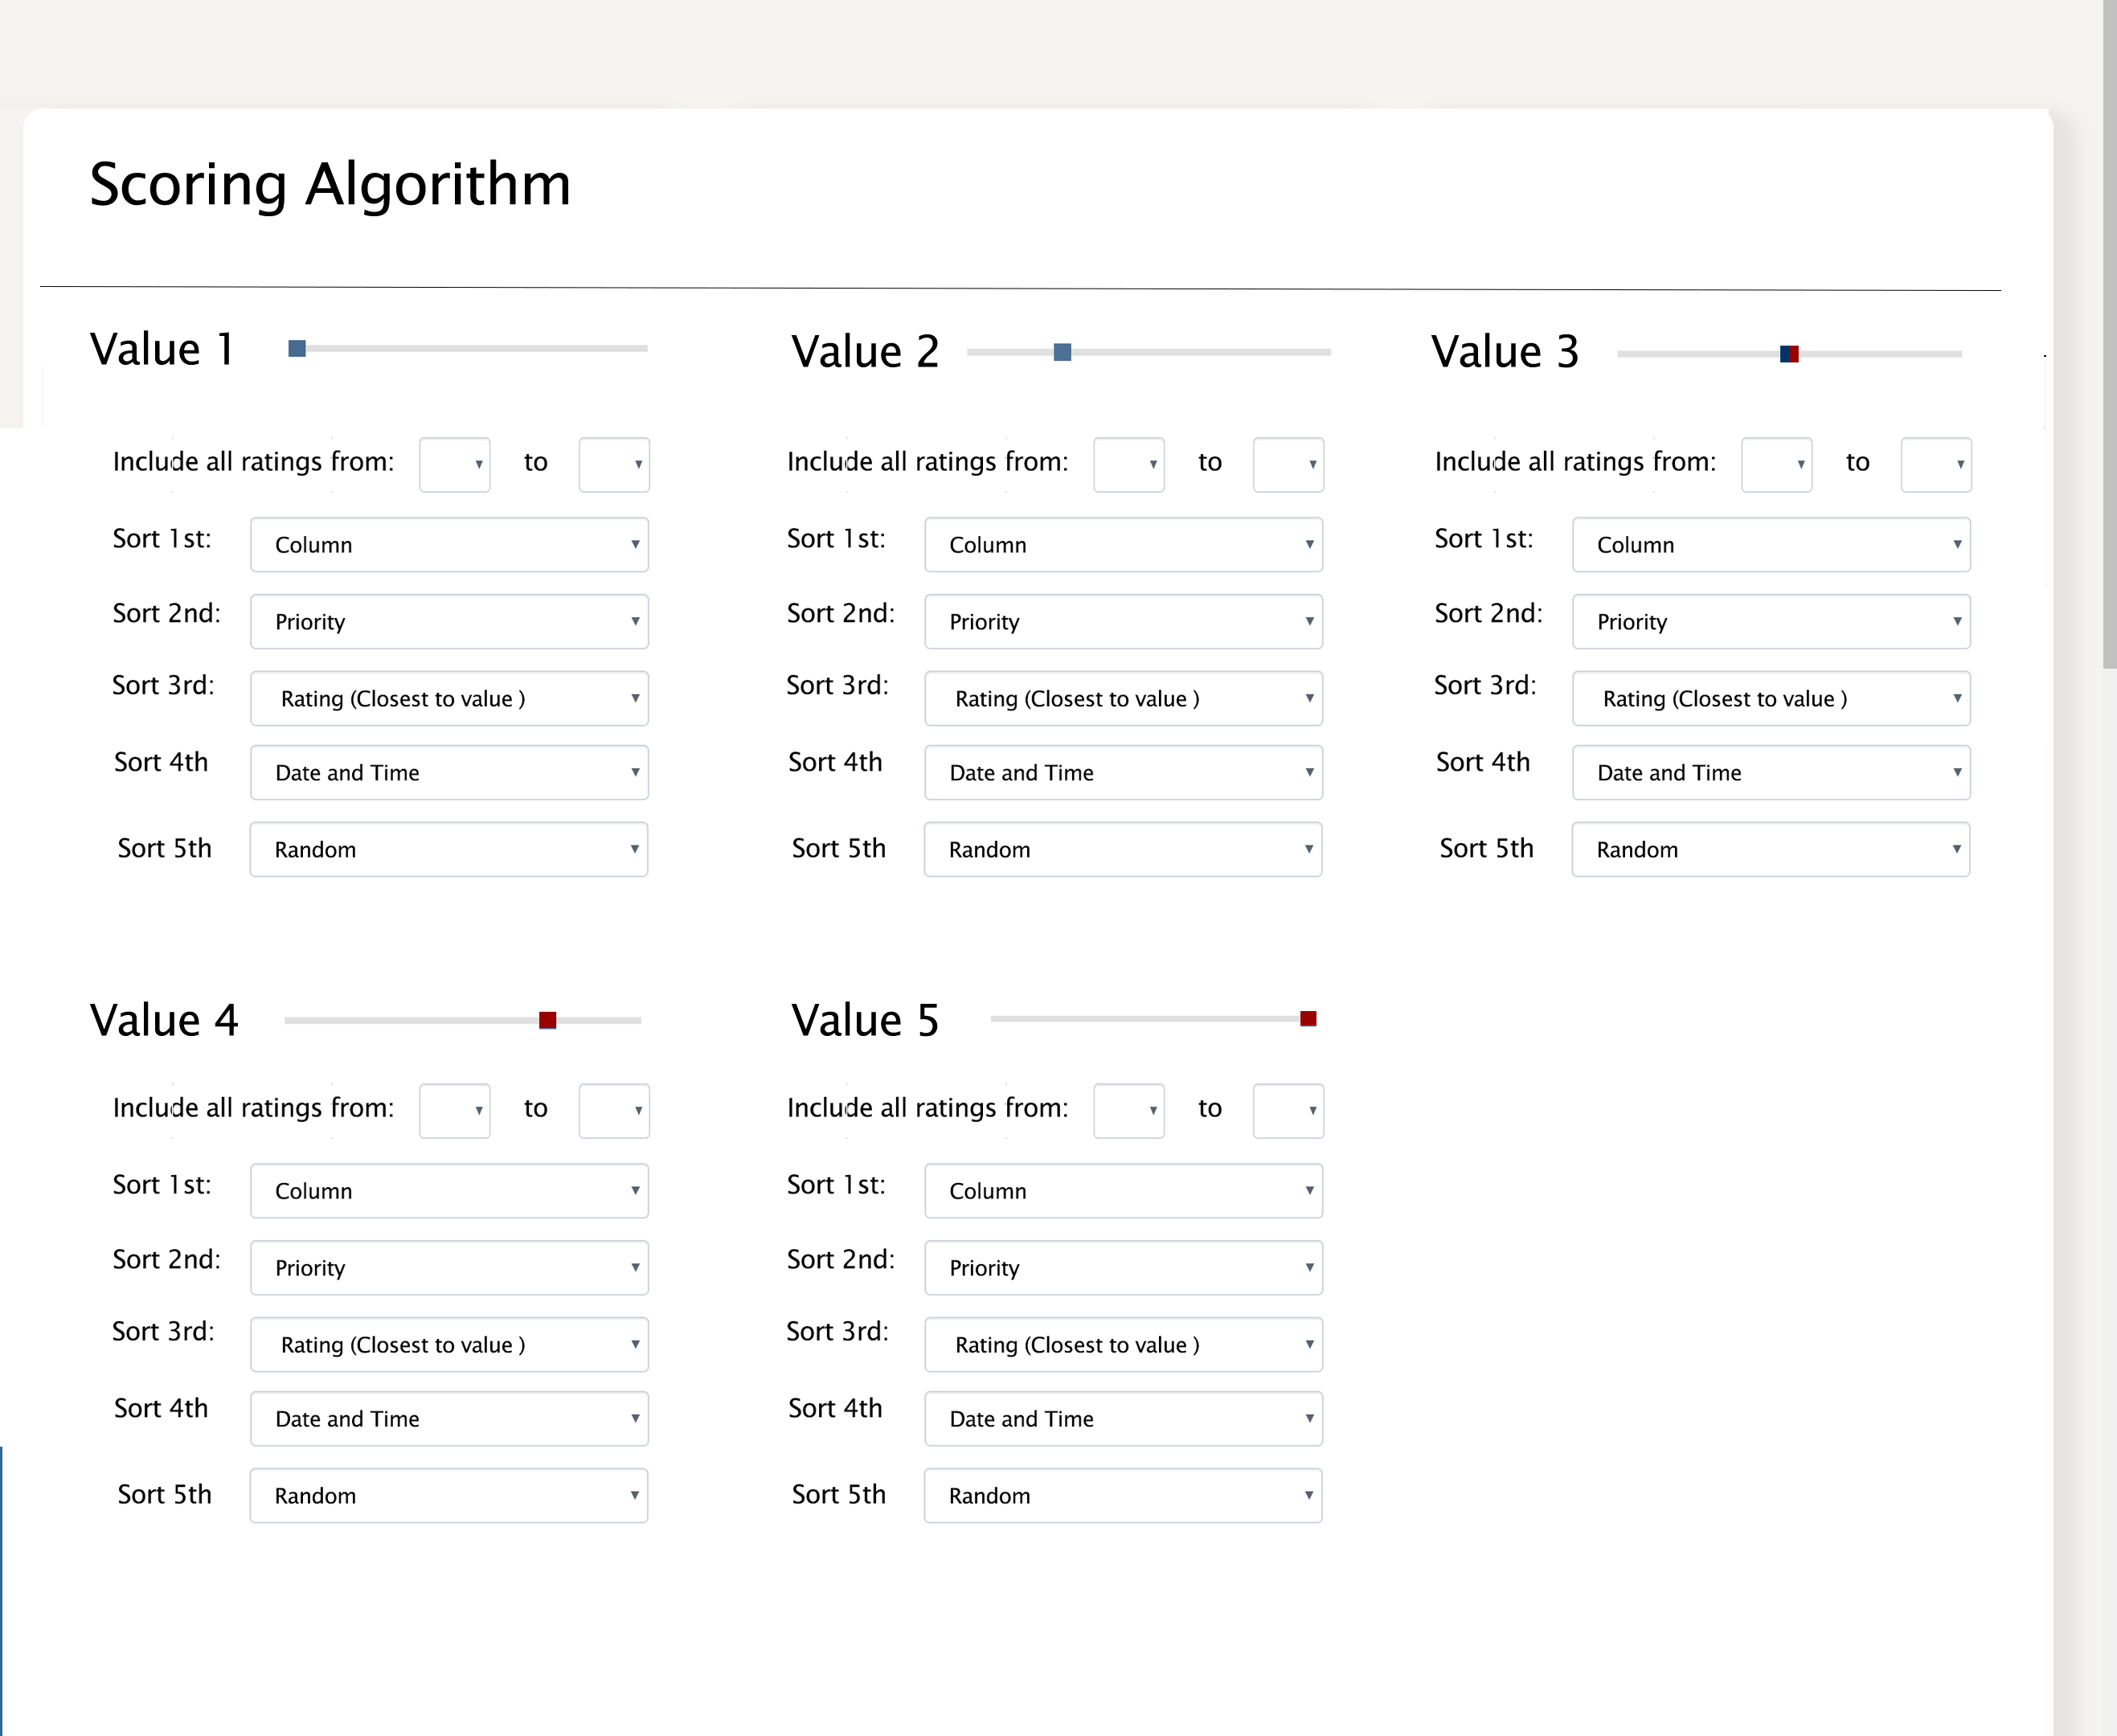 Scoring Algorithm
Value 1
Include all ratings from: to
Sort 1st: Column
Sort 2nd: Priority
Sort 3rd: Rating (Closest to value )
Sort 4th Date and Time
Sort 5th Random
Value 2
Include all ratings from: to
Sort 1st: Column
Sort 2nd: Priority
Sort 3rd: Rating (Closest to value )
Sort 4th Date and Time
Sort 5th Random
Value 3
Include all ratings from: to
Sort 1st: Column
Sort 2nd: Priority
Sort 3rd: Rating (Closest to value )
Sort 4th Date and Time
Sort 5th Random
Value 4
Include all ratings from: to
Sort 1st: Column
Sort 2nd: Priority
Sort 3rd: Rating (Closest to value )
Sort 4th Date and Time
Sort 5th Random
Value 5
Include all ratings from: to
Sort 1st: Column
Sort 2nd: Priority
Sort 3rd: Rating (Closest to value )
Sort 4th Date and Time
Sort 5th Random